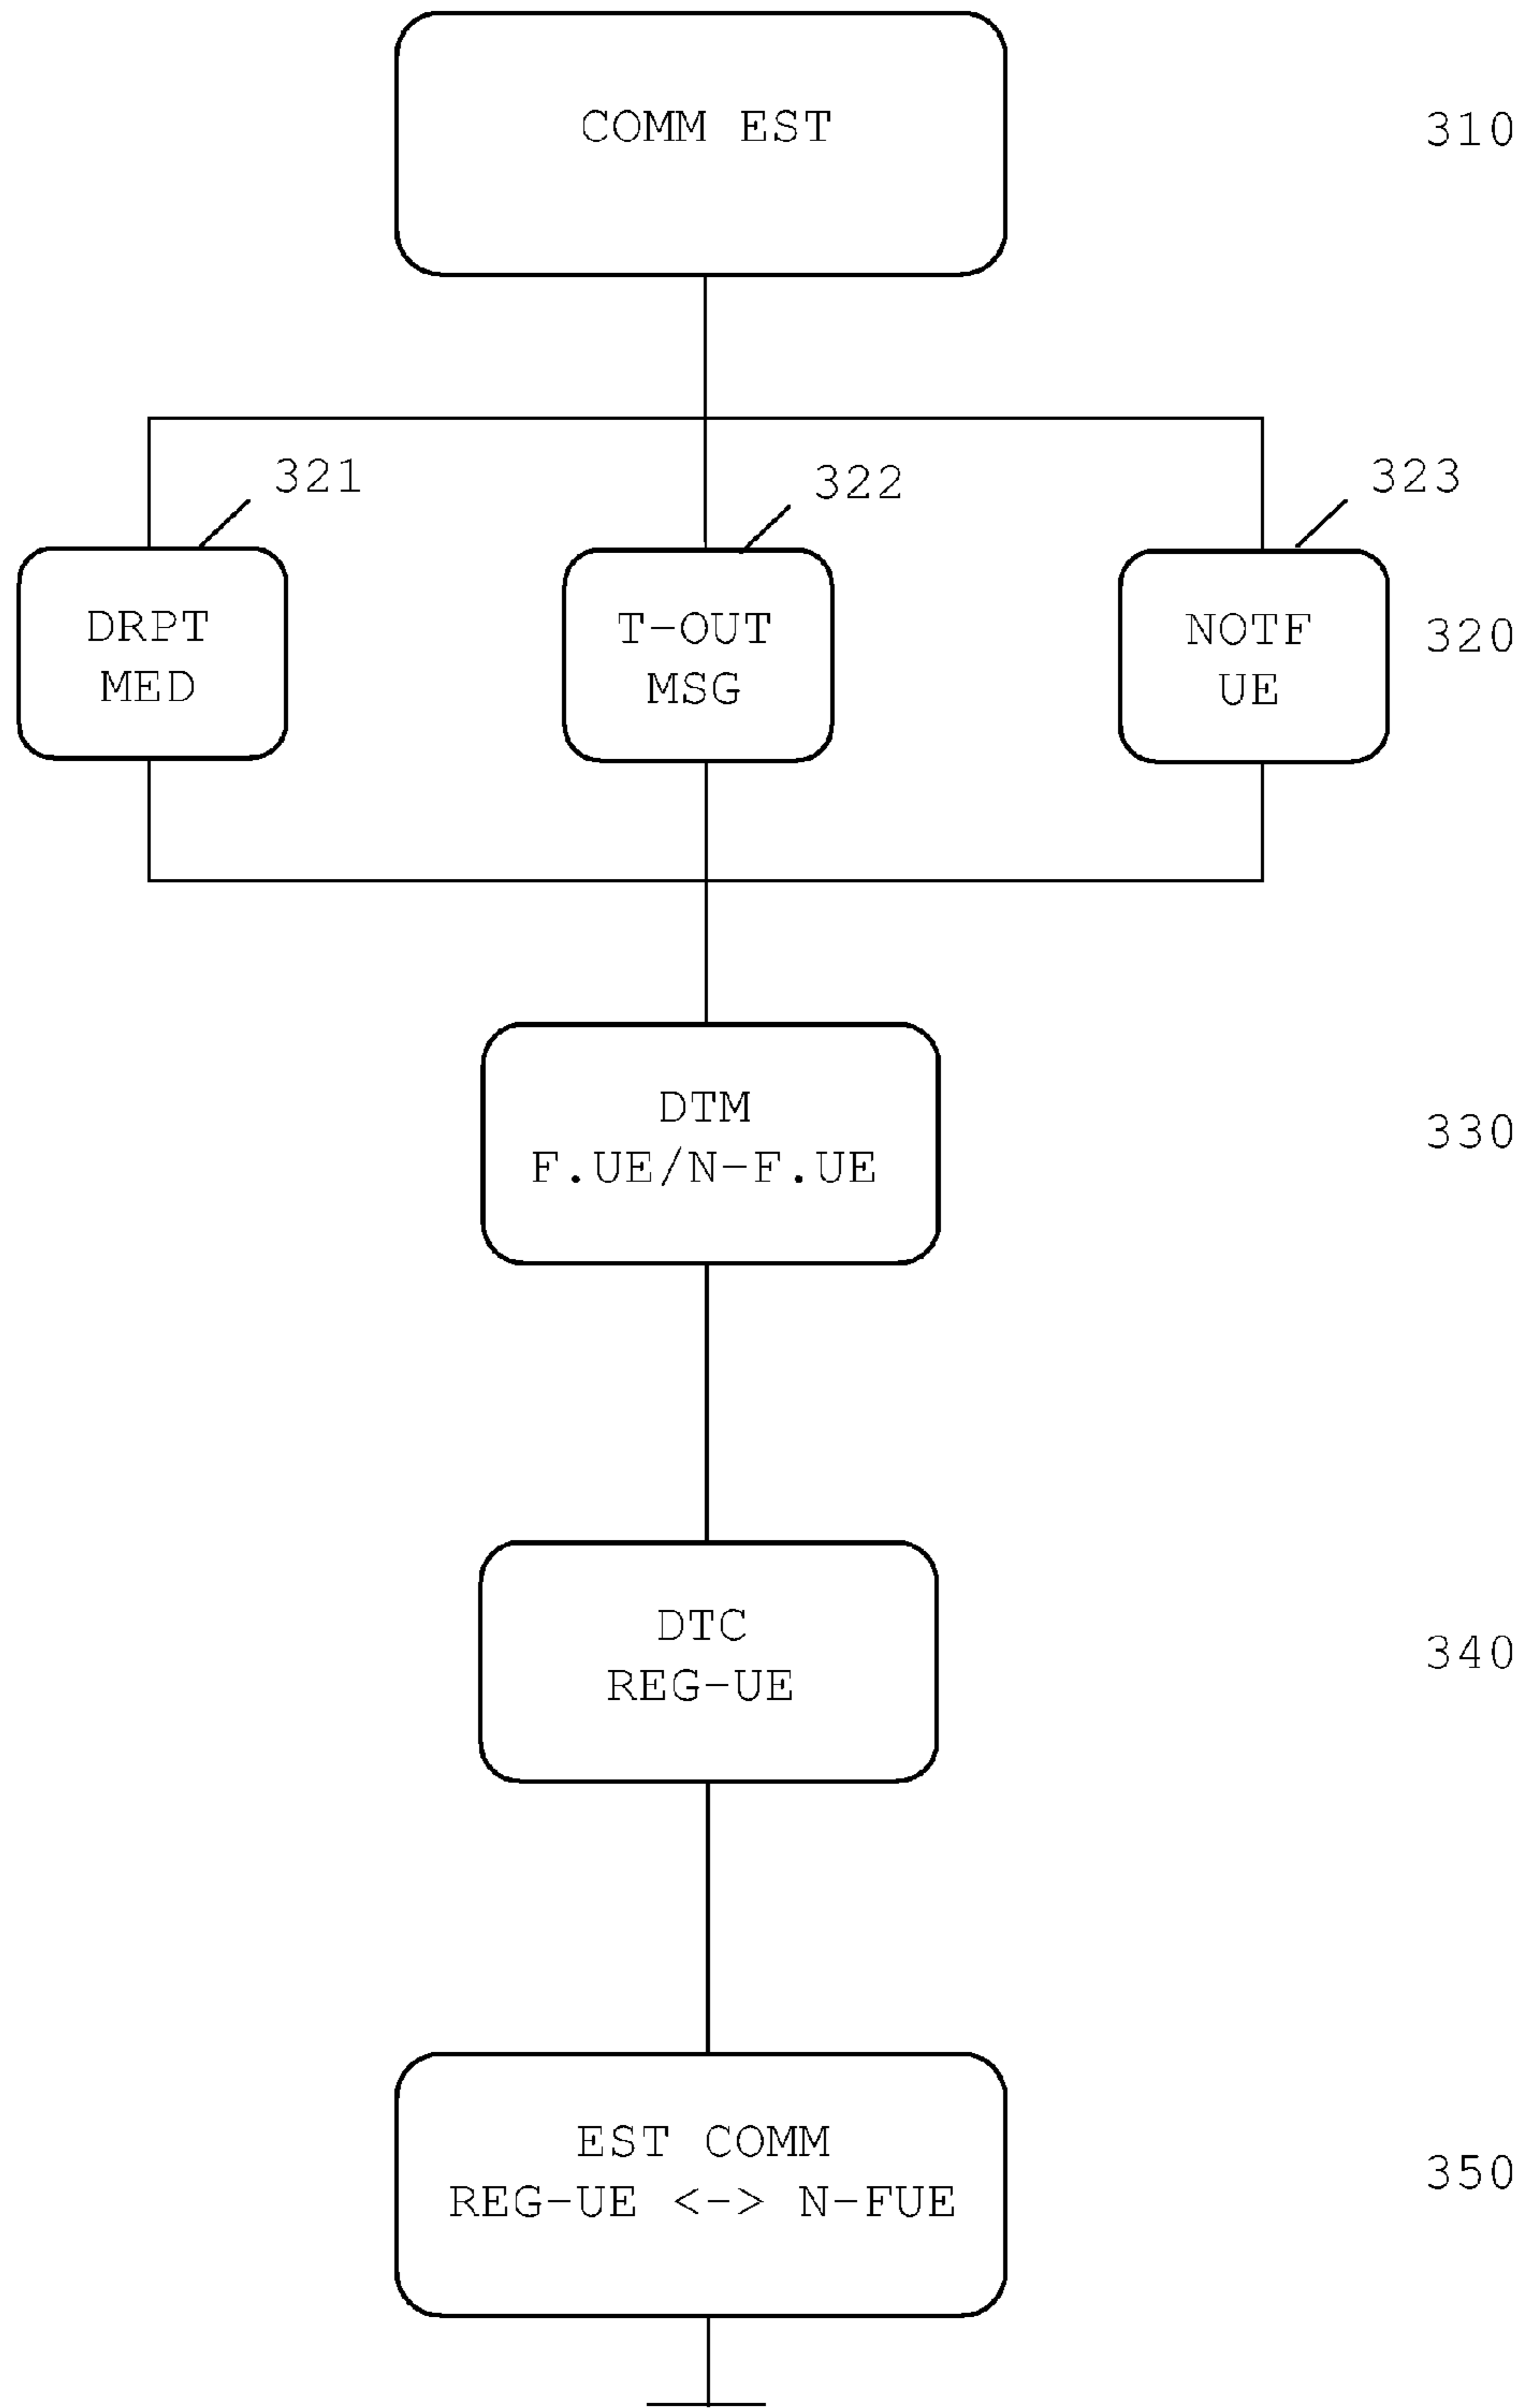 COMM EST
310
321
322
323
DRPT
MED
T-OUT
MSG
NOTF
UE
320
DTM
F.UE/N-F.UE
330
DTC
REG-UE
340
EST COMM
REG-UE <-> N-FUE
350